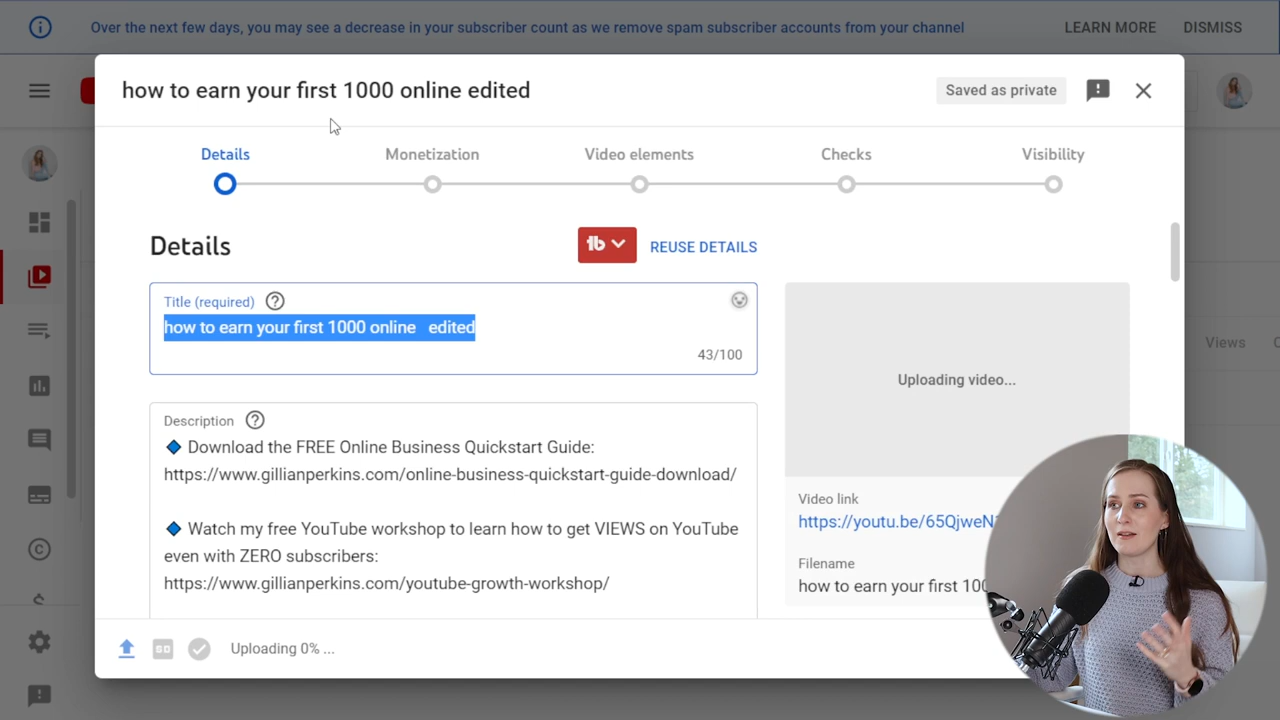 Over the next few days, you may see a decrease in your subscriber count as we remove spam subscriber accounts from your channel
LEARN MORE
DISMISS
how to earn your first 1000 online edited
Saved as private
Details
Monetization
Video elements
Checks
Visibility
Details
REUSE DETAILS
Title (required)
how to earn your first 1000 online   edited
43/100
Uploading video...
Views
Description
🔷 Download the FREE Online Business Quickstart Guide:
https://www.gillianperkins.com/online-business-quickstart-guide-download/
🔷 Watch my free YouTube workshop to learn how to get VIEWS on YouTube
even with ZERO subscribers:
https://www.gillianperkins.com/youtube-growth-workshop/
Video link
https://youtu.be/65QjweN
Filename
how to earn your first 100
Uploading 0% ...